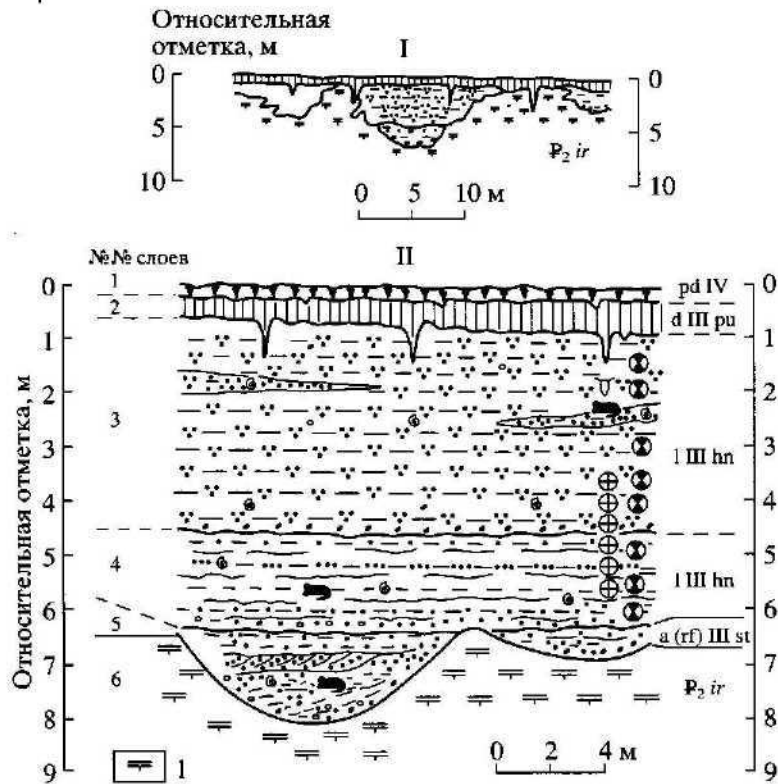 Относительная
отметка, м
I
0
5
10
0
5
10
₽₂ ir
0 5 10 м
№№ слоев
II
Относительная отметка, м
0
1
2
3
4
5
6
7
8
9
1
2
3
4
5
6
0
1
2
3
4
5
6
7
8
9
pd IV
d III pu
l III hn
l III hn
a (rf) III st
₽₂ ir
1
0 2 4 м